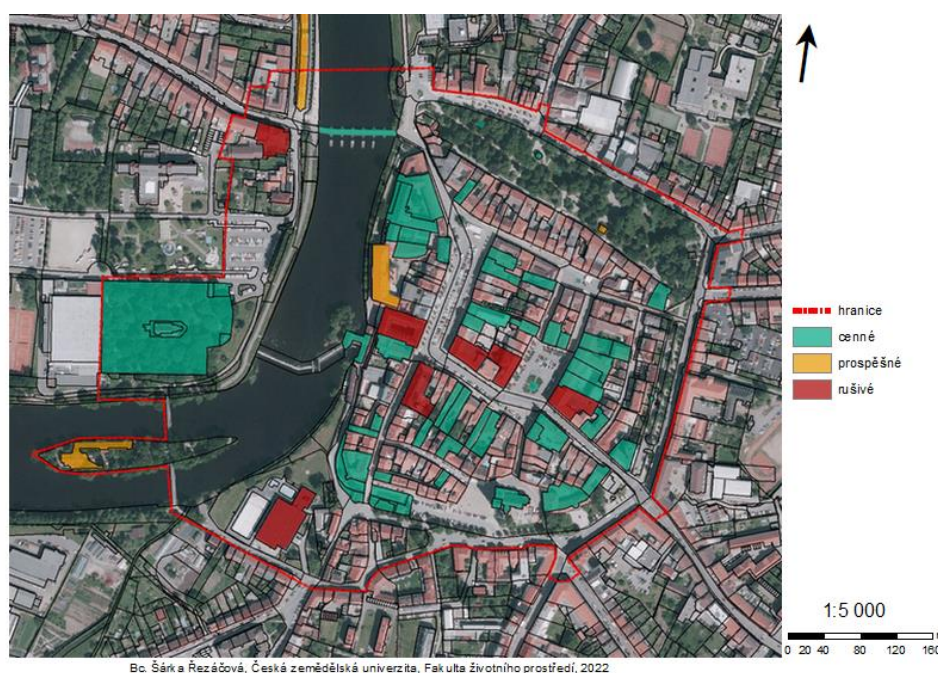 hranice
cenné
prospěšné
rušivé
1:5 000
0 20 40 80 120 160
Bc. Šárka Řezáčová, Česká zemědělská univerzita, Fakulta životního prostředí, 2022